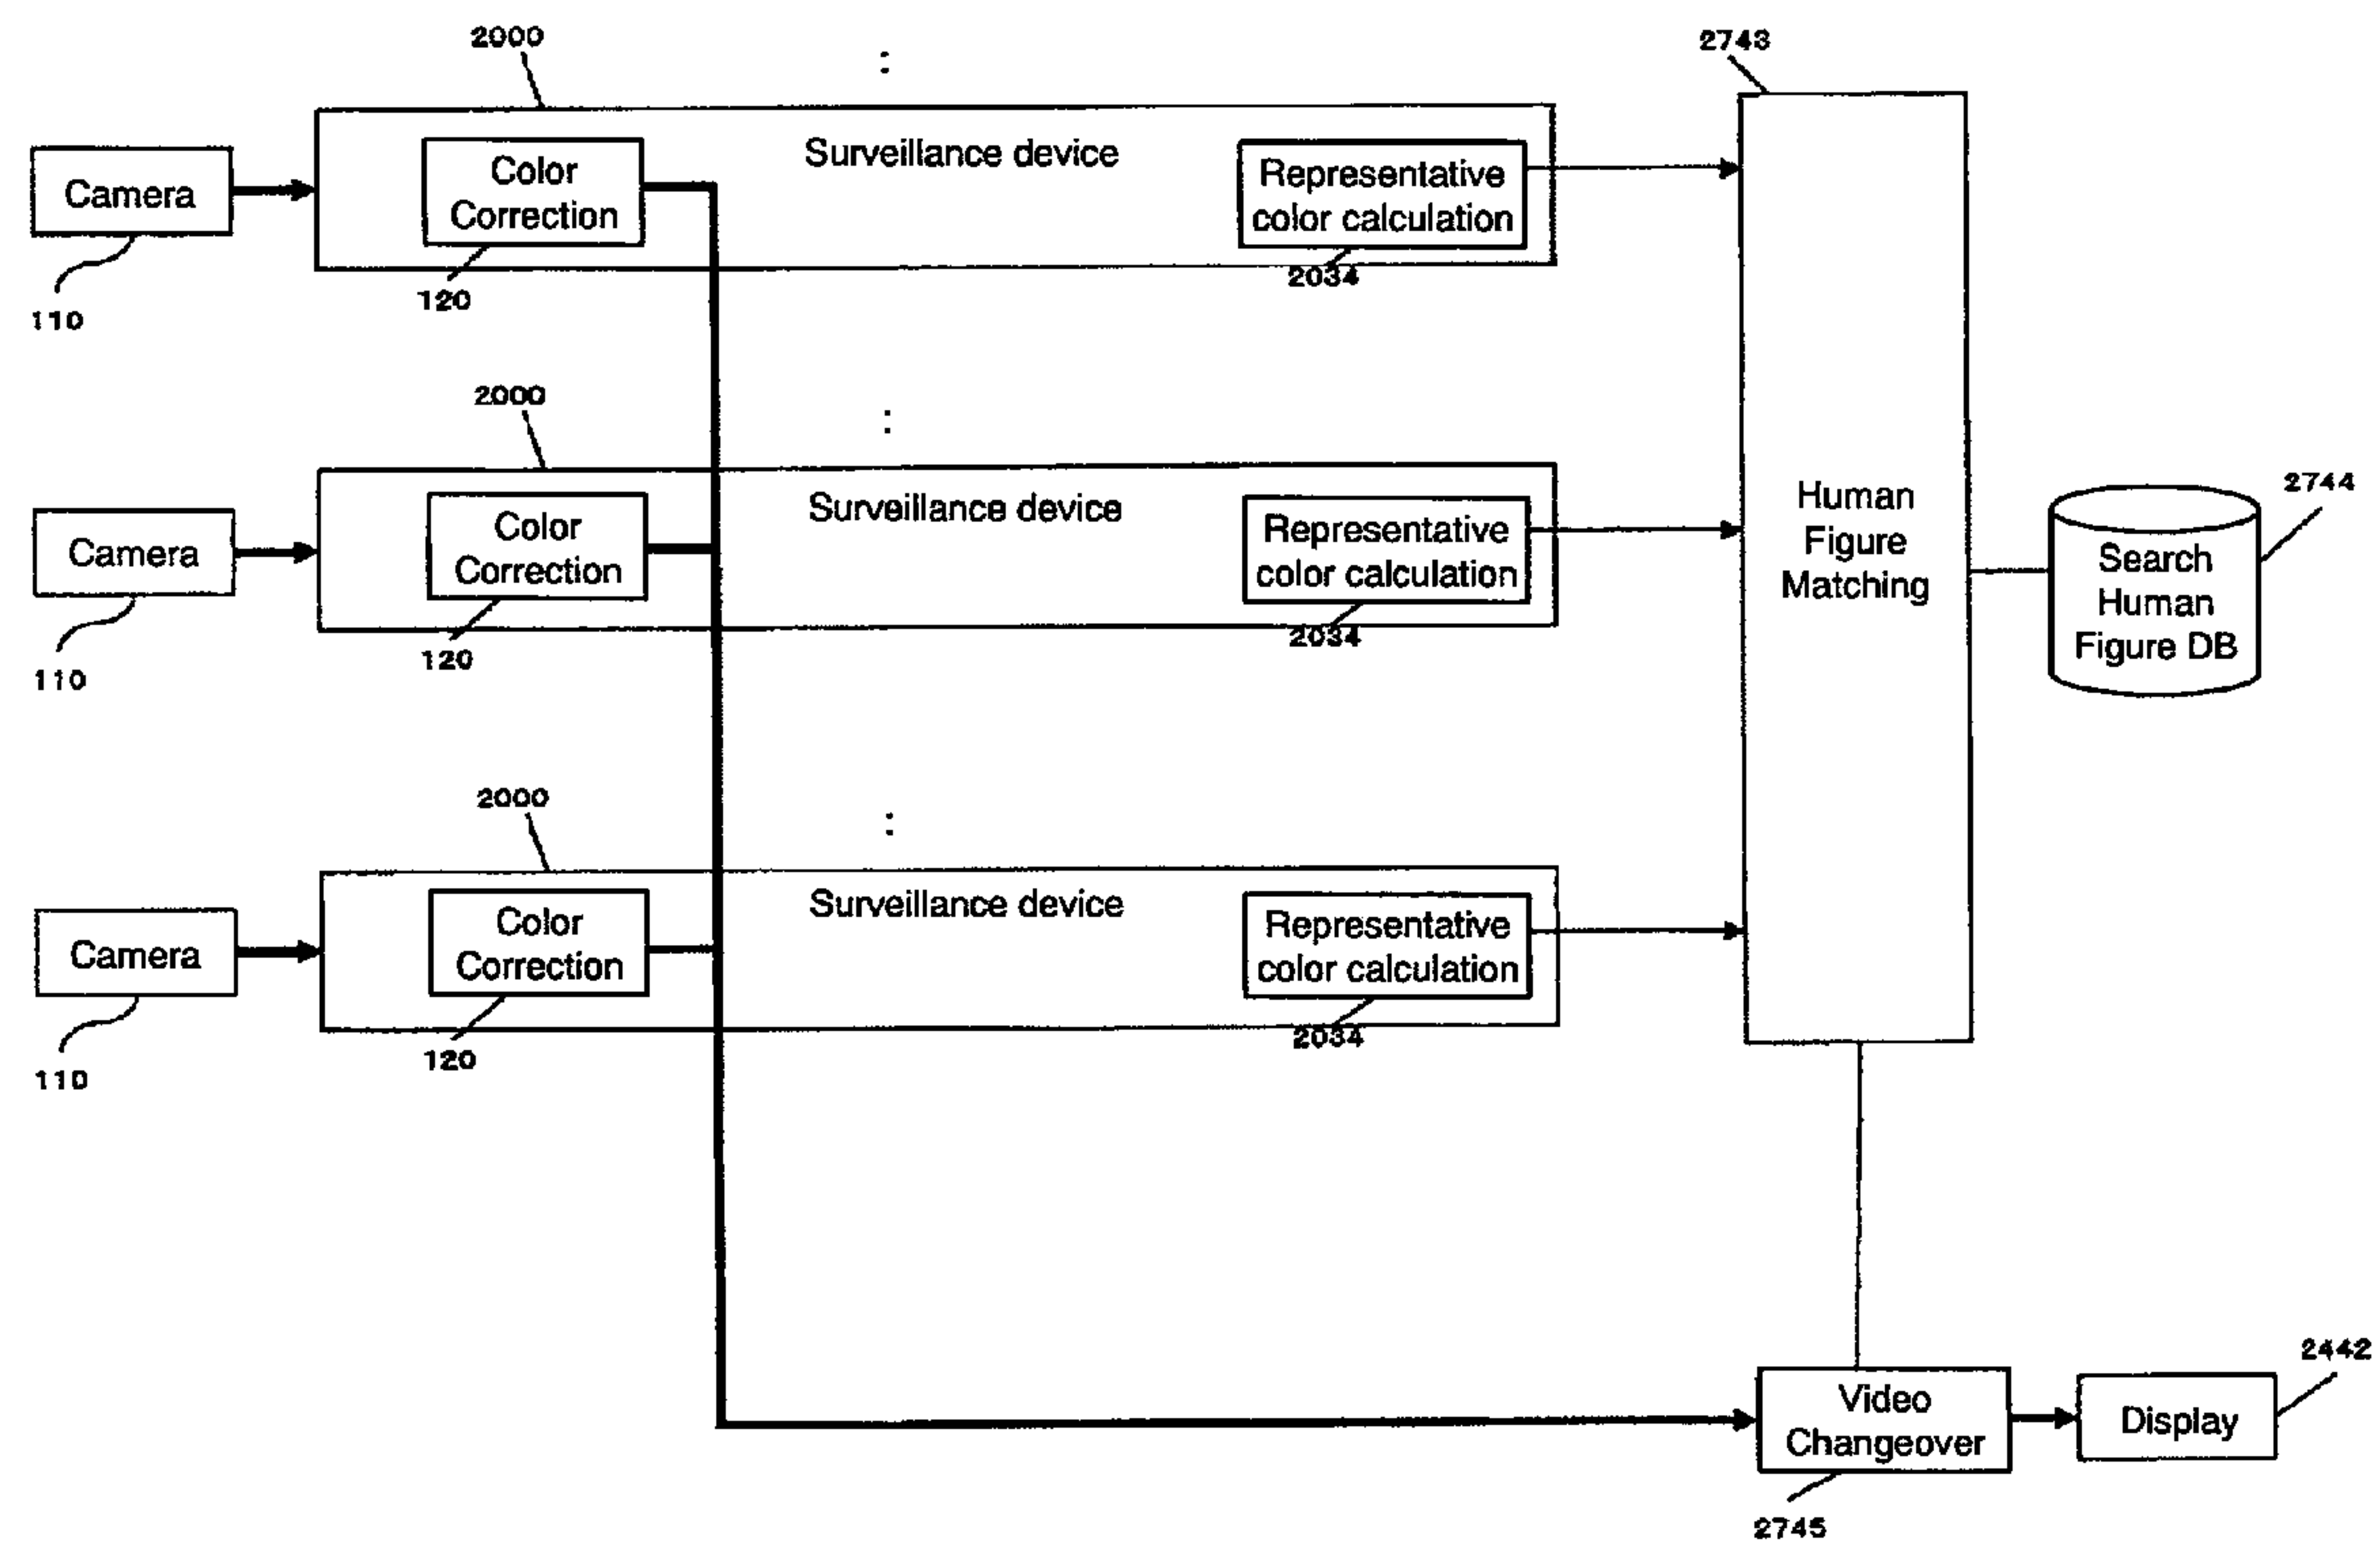 2000
:
2743
Surveillance device
Color
Correction
Representative
color calculation
Camera
120
2034
110
2000
:
Surveillance device
Color
Correction
Representative
color calculation
Camera
120
2034
110
Human
Figure
Matching
2744
Search
Human
Figure DB
2000
:
Surveillance device
Color
Correction
Representative
color calculation
Camera
120
2034
110
2442
Video
Changeover
Display
2745